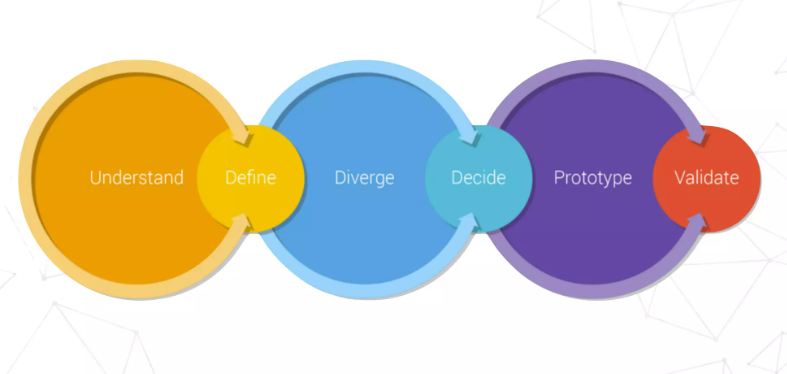 Understand
Define
Diverge
Decide
Prototype
Validate